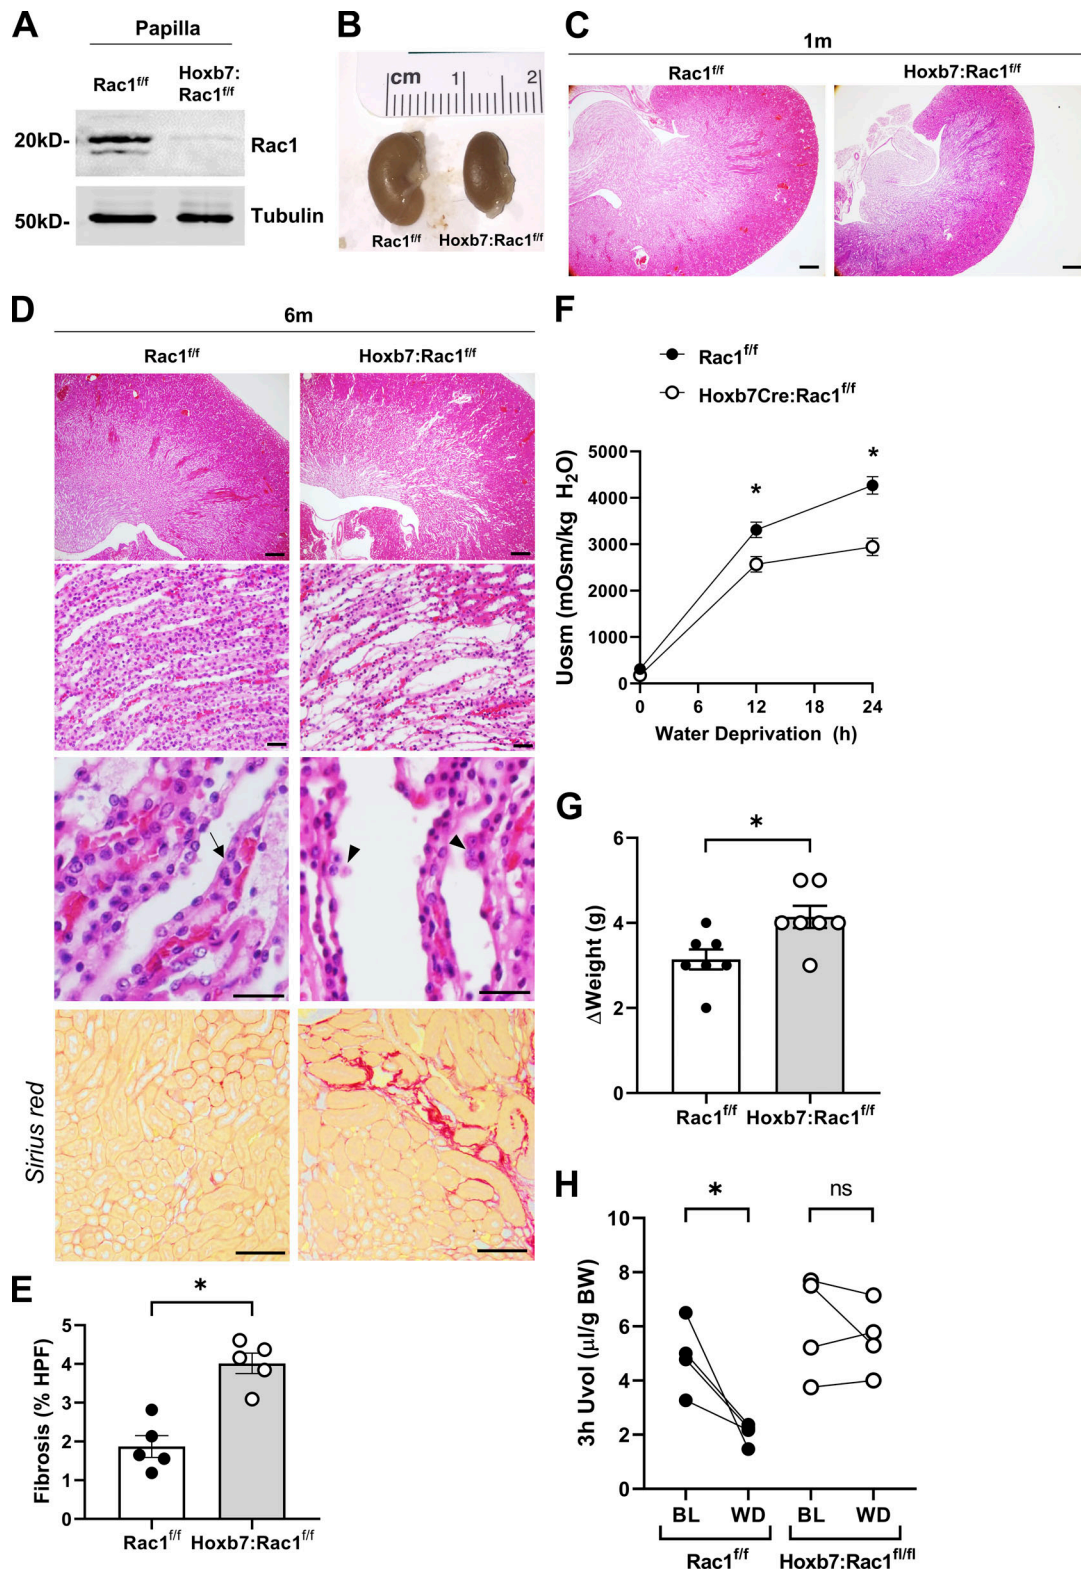 A
Papilla
Rac1f/f
Hoxb7:
Rac1f/f
20kD-
Rac1
50kD-
Tubulin
B
cm 1 2
Rac1f/f Hoxb7:Rac1f/f
C
1m
Rac1f/f Hoxb7:Rac1f/f
D
6m
Rac1f/f Hoxb7:Rac1f/f
Sirius red
E
*
Fibrosis (% HPF)
5
4
3
2
1
0
Rac1f/f Hoxb7:Rac1f/f
F
Rac1f/f
Hoxb7Cre:Rac1f/f
Uosm (mOsm/kg H2O)
5000
4000
3000
2000
1000
0
* *
0 6 12 18 24
Water Deprivation (h)
G
*
ΔWeight (g)
6
4
2
0
Rac1f/f Hoxb7:Rac1f/f
H
* ns
3h Uvol (µl/g BW)
10
8
6
4
2
0
BL WD BL WD
Rac1f/f Hoxb7:Rac1fl/fl